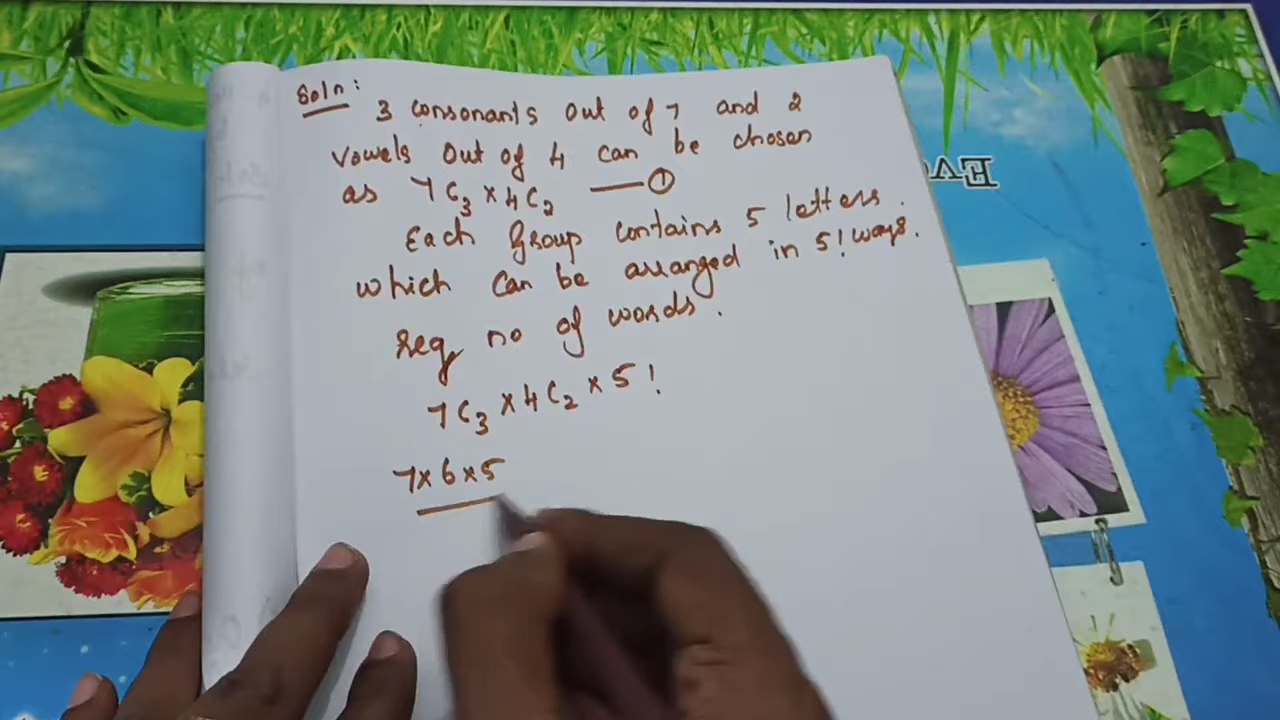 Soln:
3 consonants out of 7 and 2
vowels out of 4 can be chosen
as 7C3 × 4C2 —— ①
Each group contains 5 letters.
which can be arranged in 5! ways.
req no of words.
7C3 × 4C2 × 5!
7 × 6 × 5